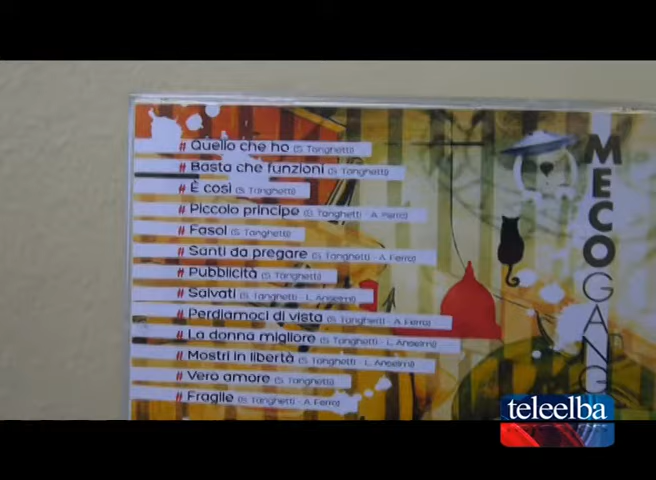 # Quello che ho (S. Tanghetti)
# Basta che funzioni (S. Tanghetti)
# È così (S. Tanghetti)
# Piccolo principe (S. Tanghetti - A. Ferro)
# Fasol (S. Tanghetti)
# Santi da pregare (S. Tanghetti - A. Ferro)
# Pubblicità (S. Tanghetti)
# Salvati (S. Tanghetti - L. Anselmi)
# Perdiamoci di vista (S. Tanghetti - A. Ferro)
# La donna migliore (S. Tanghetti - L. Anselmi)
# Mostri in libertà (S. Tanghetti - L. Anselmi)
# Vero amore (S. Tanghetti)
# Fragile (S. Tanghetti - A. Ferro)
MECOGANG
teleelba